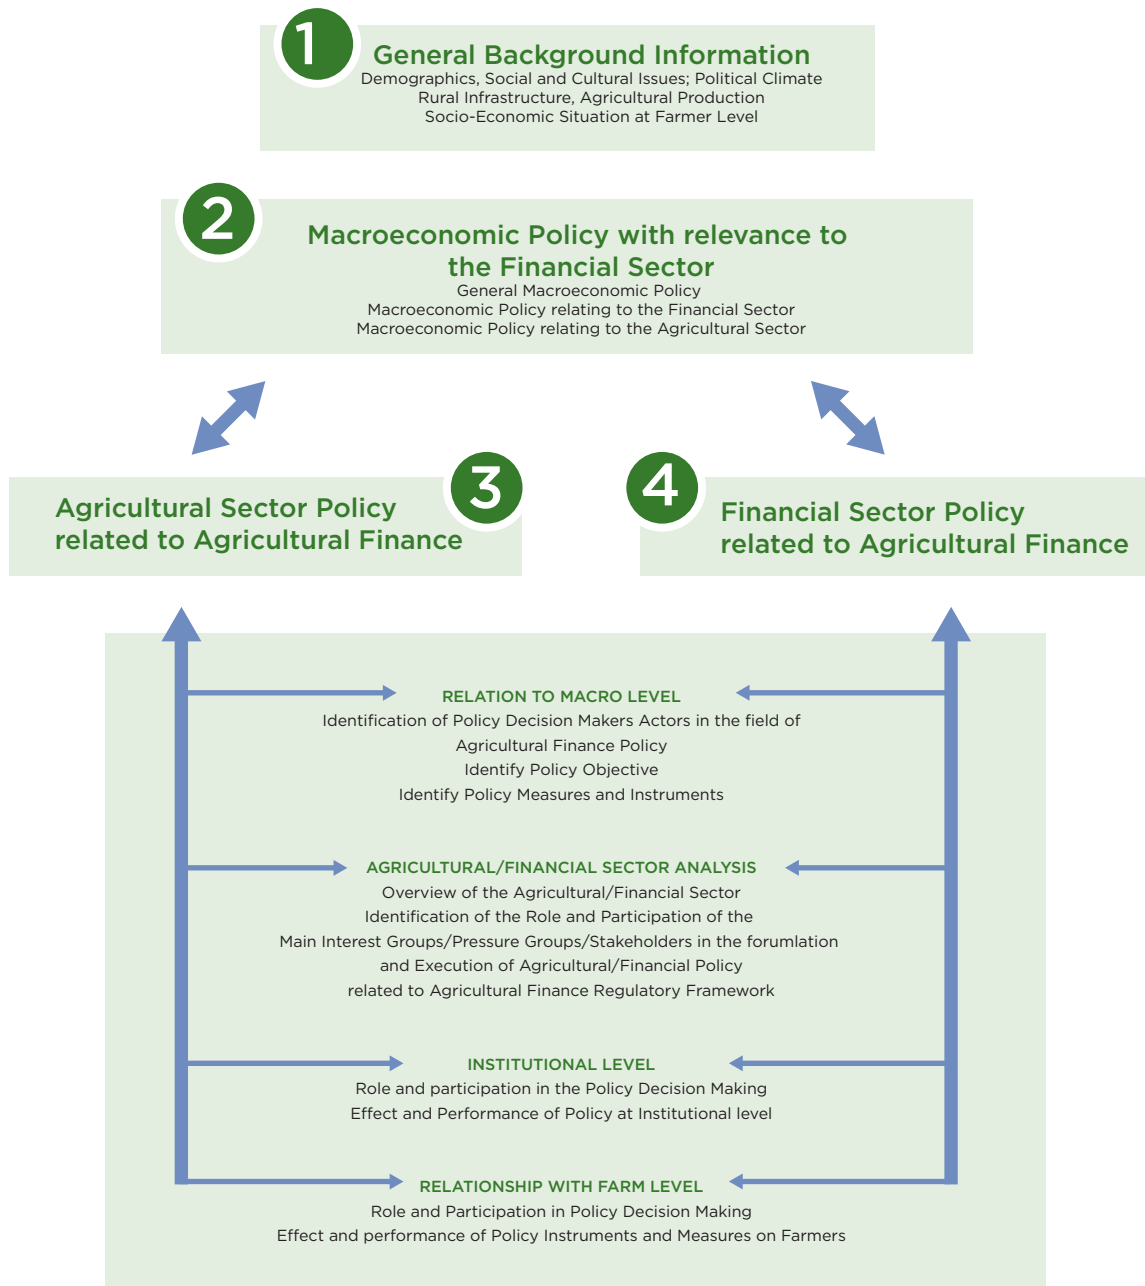 1
General Background Information
Demographics, Social and Cultural Issues; Political Climate
Rural Infrastructure, Agricultural Production
Socio-Economic Situation at Farmer Level
2
Macroeconomic Policy with relevance to
the Financial Sector
General Macroeconomic Policy
Macroeconomic Policy relating to the Financial Sector
Macroeconomic Policy relating to the Agricultural Sector
3
Agricultural Sector Policy
related to Agricultural Finance
4
Financial Sector Policy
related to Agricultural Finance
RELATION TO MACRO LEVEL
Identification of Policy Decision Makers Actors in the field of
Agricultural Finance Policy
Identify Policy Objective
Identify Policy Measures and Instruments
AGRICULTURAL/FINANCIAL SECTOR ANALYSIS
Overview of the Agricultural/Financial Sector
Identification of the Role and Participation of the
Main Interest Groups/Pressure Groups/Stakeholders in the forumlation
and Execution of Agricultural/Financial Policy
related to Agricultural Finance Regulatory Framework
INSTITUTIONAL LEVEL
Role and participation in the Policy Decision Making
Effect and Performance of Policy at Institutional level
RELATIONSHIP WITH FARM LEVEL
Role and Participation in Policy Decision Making
Effect and performance of Policy Instruments and Measures on Farmers